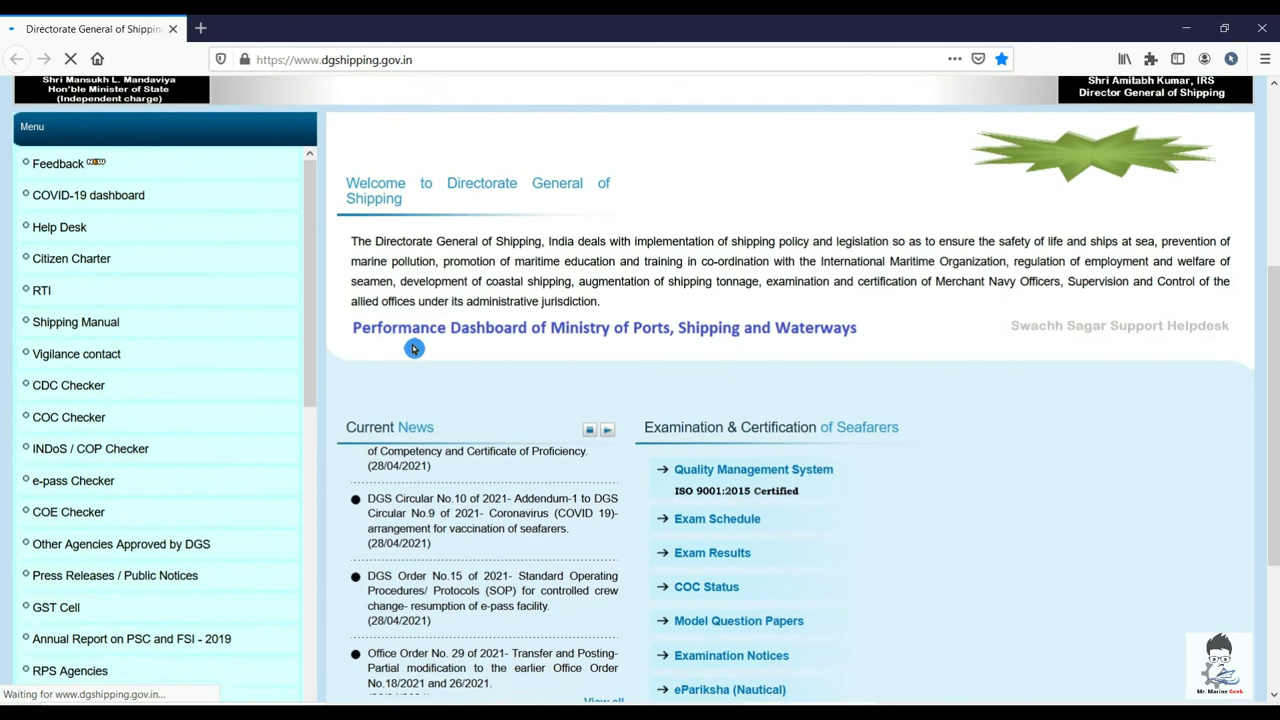 Directorate General of Shippin
https://www.dgshipping.gov.in
Shri Mansukh L. Mandaviya
Hon'ble Minister of State
(Independent charge)
Shri Amitabh Kumar, IRS
Director General of Shipping
Menu
Feedback NEW
COVID-19 dashboard
Help Desk
Citizen Charter
RTI
Shipping Manual
Vigilance contact
CDC Checker
COC Checker
INDoS / COP Checker
e-pass Checker
COE Checker
Other Agencies Approved by DGS
Press Releases / Public Notices
GST Cell
Annual Report on PSC and FSI - 2019
RPS Agencies
Waiting for www.dgshipping.gov.in...
Welcome to Directorate General of
Shipping
The Directorate General of Shipping, India deals with implementation of shipping policy and legislation so as to ensure the safety of life and ships at sea, prevention of
marine pollution, promotion of maritime education and training in co-ordination with the International Maritime Organization, regulation of employment and welfare of
seamen, development of coastal shipping, augmentation of shipping tonnage, examination and certification of Merchant Navy Officers, Supervision and Control of the
allied offices under its administrative jurisdiction.
Performance Dashboard of Ministry of Ports, Shipping and Waterways
Swachh Sagar Support Helpdesk
Current News
of Competency and Certificate of Proficiency.
(28/04/2021)
DGS Circular No.10 of 2021- Addendum-1 to DGS
Circular No.9 of 2021- Coronavirus (COVID 19)-
arrangement for vaccination of seafarers.
(28/04/2021)
DGS Order No.15 of 2021- Standard Operating
Procedures/ Protocols (SOP) for controlled crew
change- resumption of e-pass facility.
(28/04/2021)
Office Order No. 29 of 2021- Transfer and Posting-
Partial modification to the earlier Office Order
No.18/2021 and 26/2021.
View all
Examination & Certification of Seafarers
Quality Management System
ISO 9001:2015 Certified
Exam Schedule
Exam Results
COC Status
Model Question Papers
Examination Notices
ePariksha (Nautical)
Mr. Marine Geek